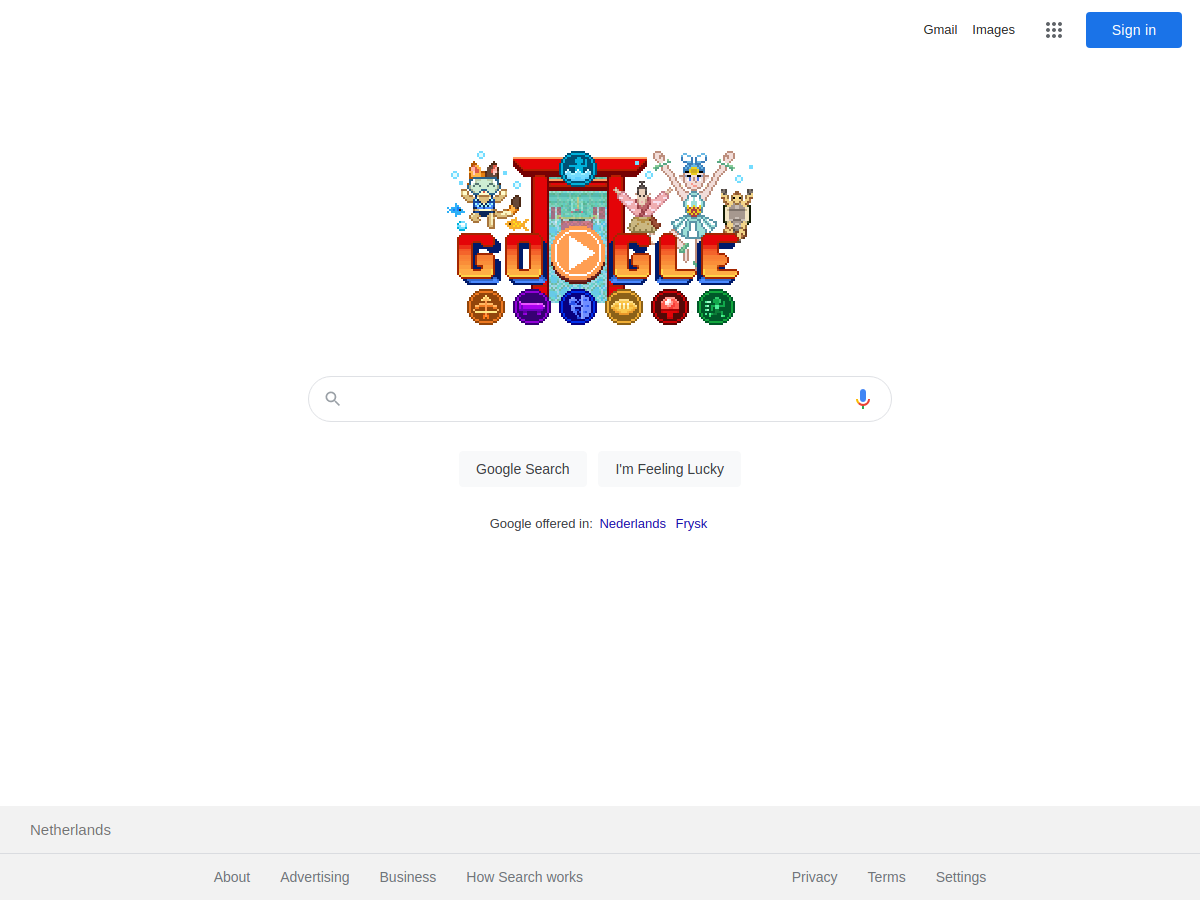 Gmail Images Sign in
GOOGLE
Google Search I'm Feeling Lucky
Google offered in: Nederlands Frysk
Netherlands
About Advertising Business How Search works Privacy Terms Settings